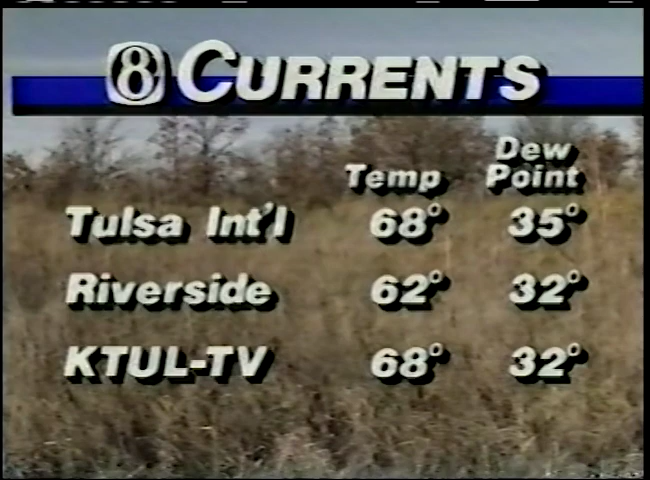 8 CURRENTS
Temp Dew Point
Tulsa Int'l 68° 35°
Riverside 62° 32°
KTUL-TV 68° 32°